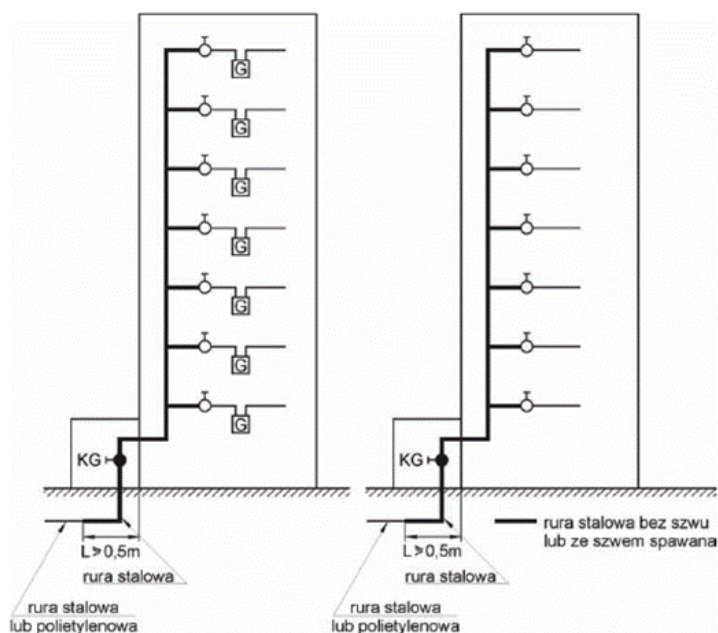 G
G
G
G
G
G
G
KG
KG
L ≥ 0,5m
L ≥ 0,5m
rura stalowa bez szwu
lub ze szwem spawana
rura stalowa
rura stalowa
rura stalowa
lub polietylenowa
rura stalowa
lub polietylenowa